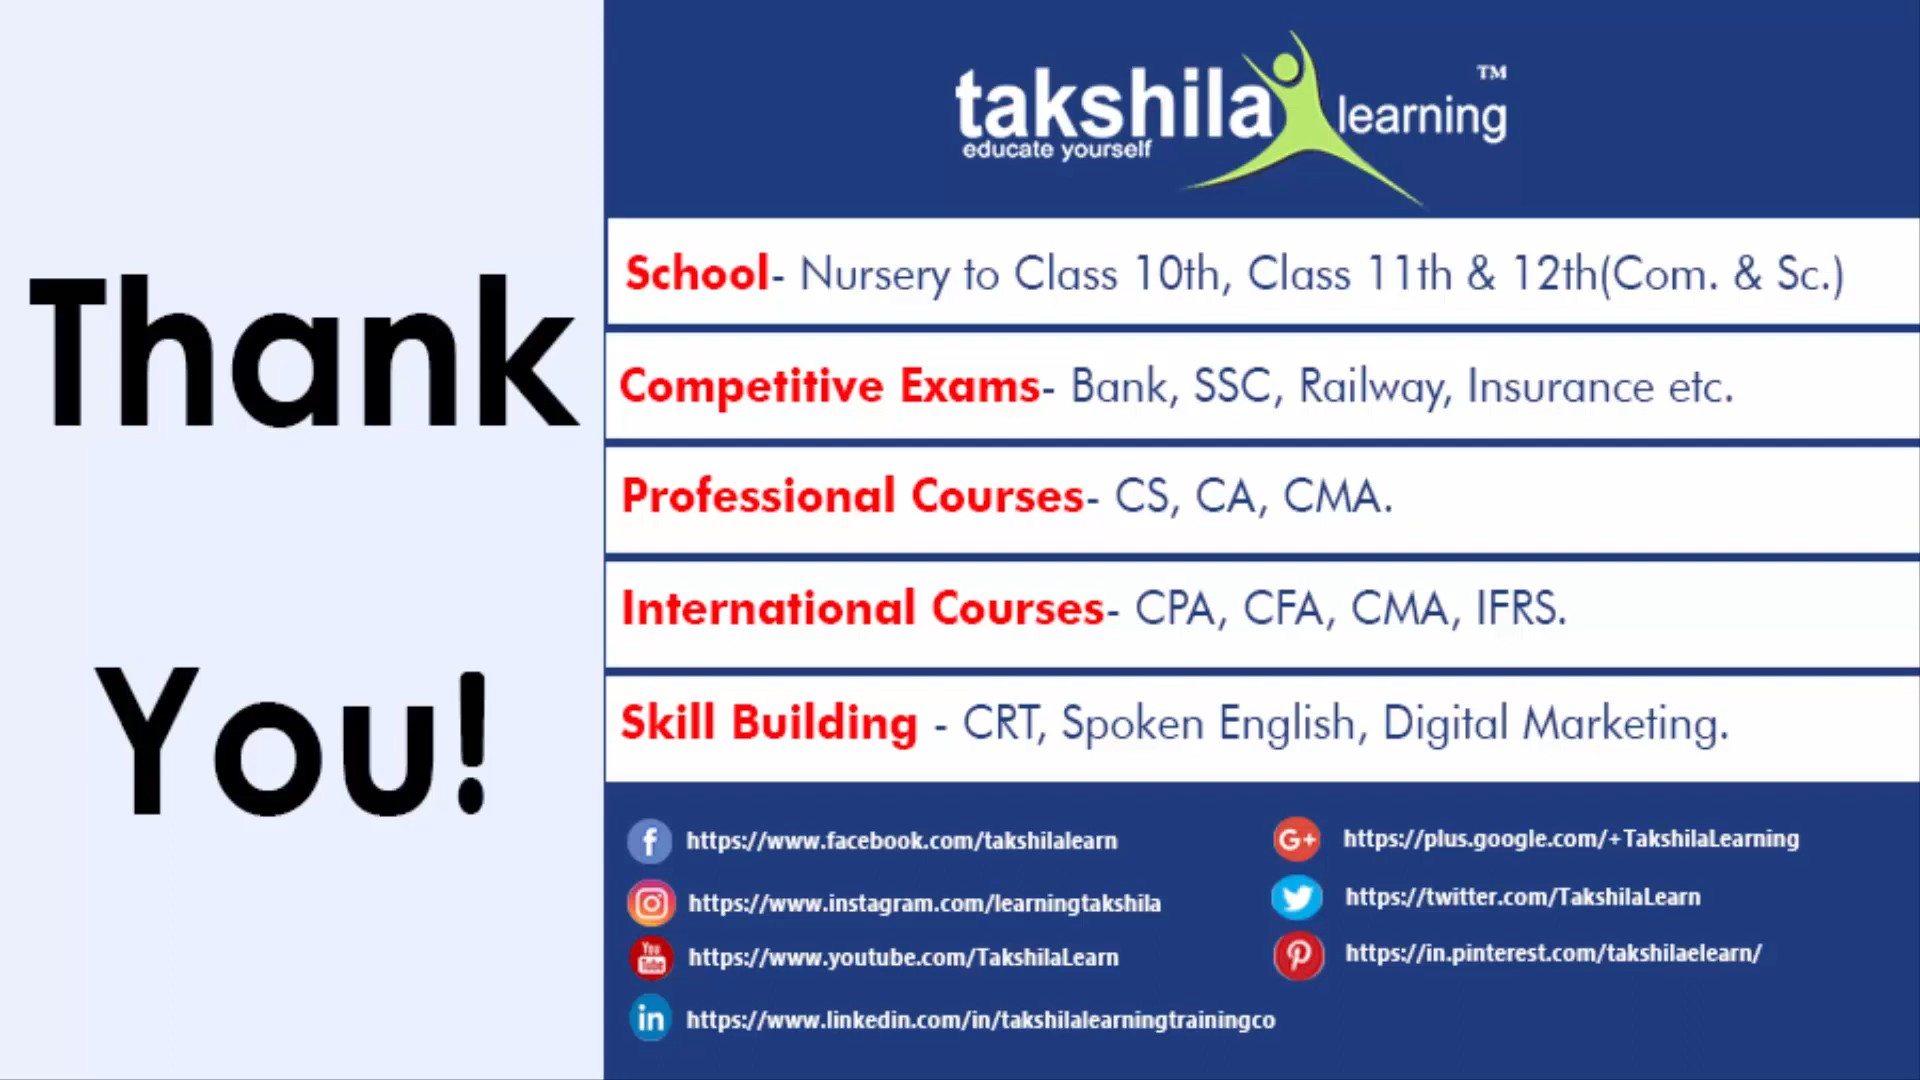 Thank
You!
takshila learning ™
educate yourself
School- Nursery to Class 10th, Class 11th & 12th(Com. & Sc.)
Competitive Exams- Bank, SSC, Railway, Insurance etc.
Professional Courses- CS, CA, CMA.
International Courses- CPA, CFA, CMA, IFRS.
Skill Building - CRT, Spoken English, Digital Marketing.
f https://www.facebook.com/takshilalearn
https://www.instagram.com/learningtakshila
You Tube https://www.youtube.com/TakshilaLearn
in https://www.linkedin.com/in/takshilalearningtrainingco
G+ https://plus.google.com/+TakshilaLearning
https://twitter.com/TakshilaLearn
https://in.pinterest.com/takshilaelearn/